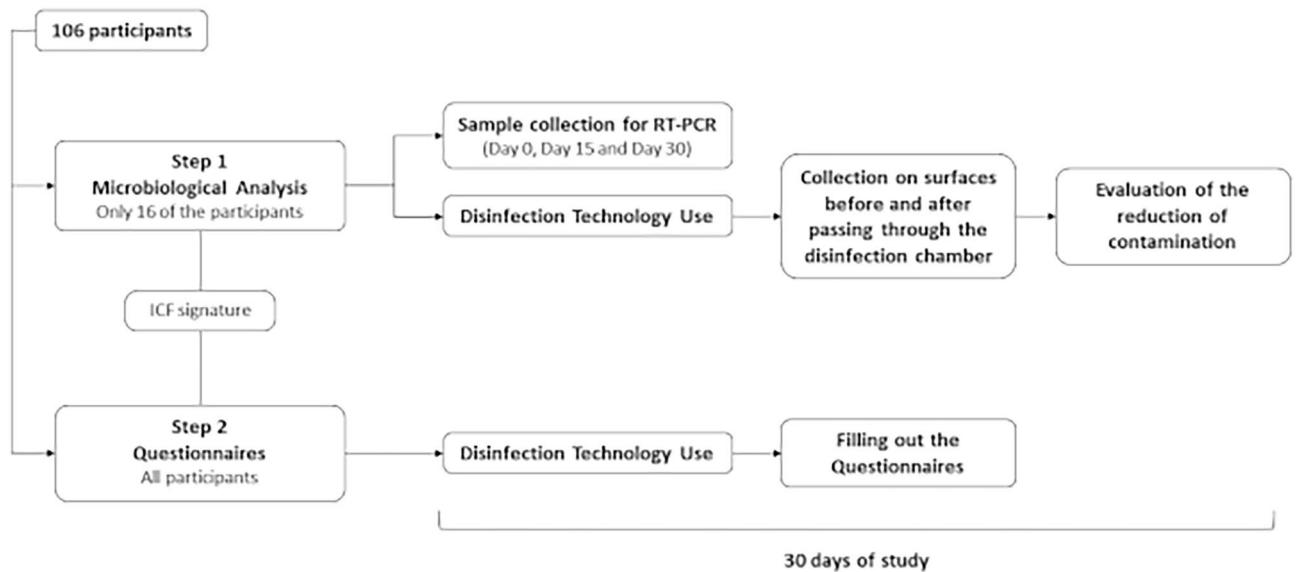 106 participants
Step 1
Microbiological Analysis
Only 16 of the participants
Sample collection for RT-PCR
(Day 0, Day 15 and Day 30)
Disinfection Technology Use
Collection on surfaces
before and after
passing through the
disinfection chamber
Evaluation of the
reduction of
contamination
ICF signature
Step 2
Questionnaires
All participants
Disinfection Technology Use
Filling out the
Questionnaires
30 days of study